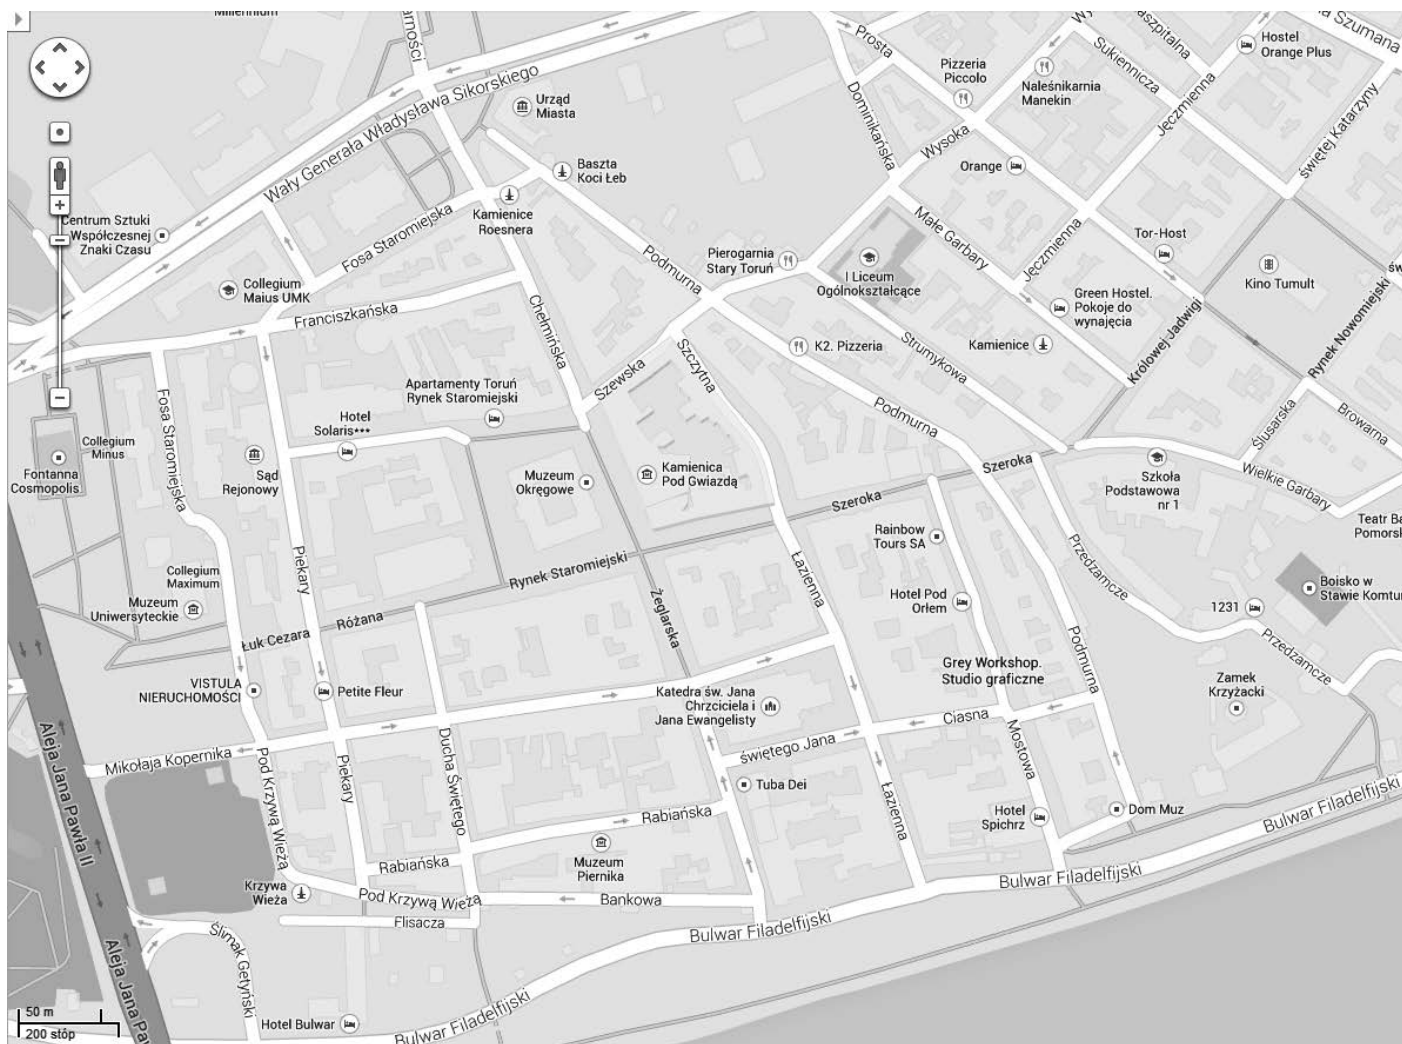 Millennium
arności
Wały Generała Władysława Sikorskiego
Urząd
Miasta
Baszta
Koci Łeb
Kamienice
Roesnera
Prosta
Dominikańska
Pizzeria
Piccolo
Naleśnikarnia
Manekin
Wysoka
Sukiennicza
aszpitalna
Hostel
Orange Plus
a Szumana
Jęczmienna
świętej Katarzyny
Orange
Centrum Sztuki
Współczesnej
Znaki Czasu
Fosa Staromiejska
Collegium
Maius UMK
Franciszkańska
Chełmińska
Podmurna
Pierogarnia
Stary Toruń
I Liceum
Ogólnokształcące
Małe Garbary
Jęczmienna
Tor-Host
Green Hostel.
Pokoje do
wynajęcia
Kino Tumult
Królowej Jadwigi
Rynek Nowomiejski
św
Kamienice
K2. Pizzeria
Strumykowa
Szczytna
Szewska
Apartamenty Toruń
Rynek Staromiejski
Hotel
Solaris***
Fosa Staromiejska
Collegium
Minus
Fontanna
Cosmopolis
Sąd
Rejonowy
Muzeum
Okręgowe
Kamienica
Pod Gwiazdą
Podmurna
Szeroka
Szeroka
Ślusarska
Browarna
Wielkie Garbary
Szkoła
Podstawowa
nr 1
Teatr Ba
Pomorsk
Rainbow
Tours SA
Piekary
Rynek Staromiejski
Łazienna
Przedzamcze
Collegium
Maximum
Muzeum
Uniwersyteckie
Łuk Cezara
Różana
Żeglarska
Hotel Pod
Orłem
1231
Boisko w
Stawie Komtur
Przedzamcze
Podmurna
Grey Workshop.
Studio graficzne
Zamek
Krzyżacki
VISTULA
NIERUCHOMOŚCI
Petite Fleur
Katedra św. Jana
Chrzciciela i
Jana Ewangelisty
Ciasna
Mostowa
świętego Jana
Aleja Jana Pawła II
Mikołaja Kopernika
Pod Krzywą Wieżą
Piekary
Ducha Świętego
Tuba Dei
Łazienna
Hotel
Spichrz
Dom Muz
Bulwar Filadelfijski
Rabiańska
Rabiańska
Muzeum
Piernika
Krzywa
Wieża
Pod Krzywą Wieżą
Bankowa
Bulwar Filadelfijski
Flisacza
Bulwar Filadelfijski
Ślimak Getyński
Aleja Jana Paw
50 m
200 stóp
Hotel Bulwar
Bulwar Filadelfijski